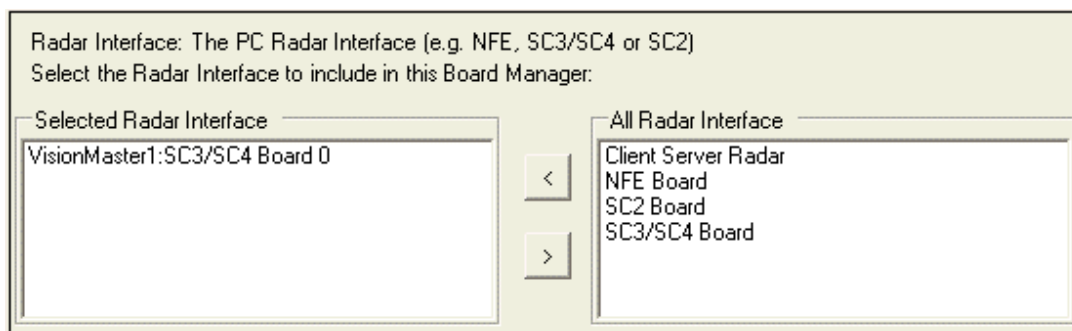 Radar Interface: The PC Radar Interface (e.g. NFE, SC3/SC4 or SC2)
Select the Radar Interface to include in this Board Manager:
Selected Radar Interface
VisionMaster1:SC3/SC4 Board 0
<
>
All Radar Interface
Client Server Radar
NFE Board
SC2 Board
SC3/SC4 Board